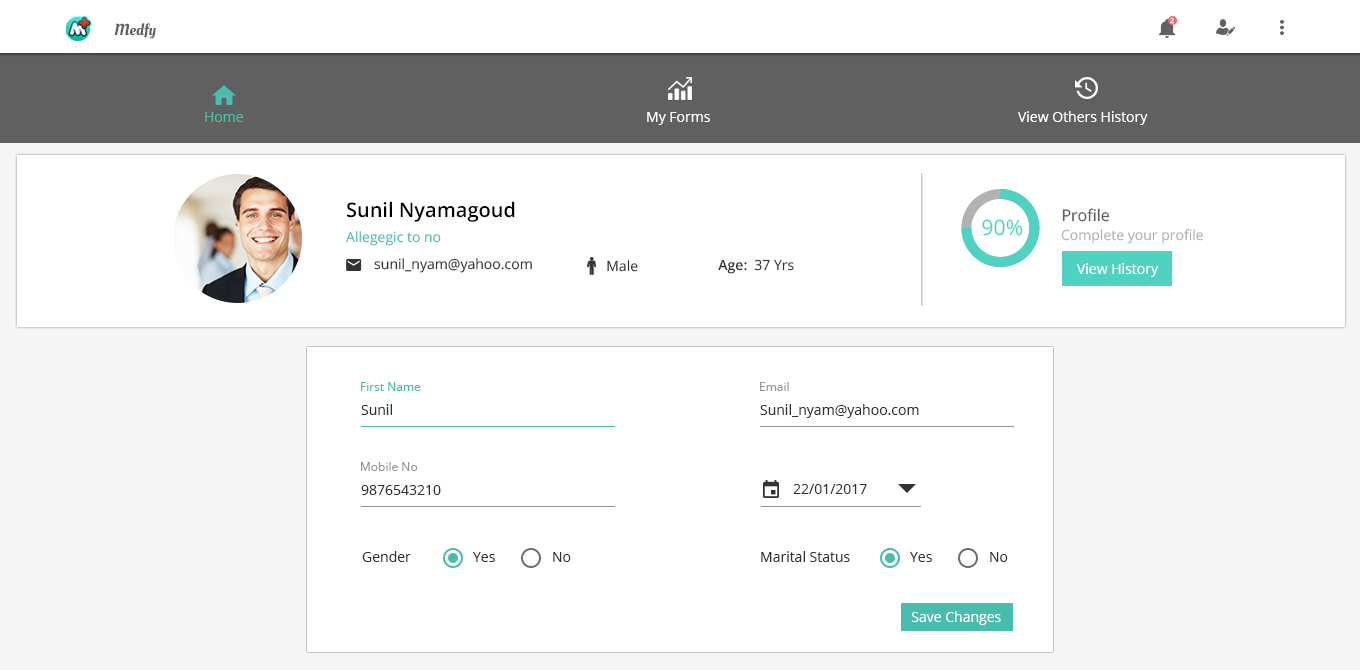 Medfy
2
Home
My Forms
View Others History
Sunil Nyamagoud
Allegegic to no
sunil_nyam@yahoo.com
Male
Age: 37 Yrs
90%
Profile
Complete your profile
View History
First Name
Sunil
Email
Sunil_nyam@yahoo.com
Mobile No
9876543210
22/01/2017
Gender Yes No
Marital Status Yes No
Save Changes